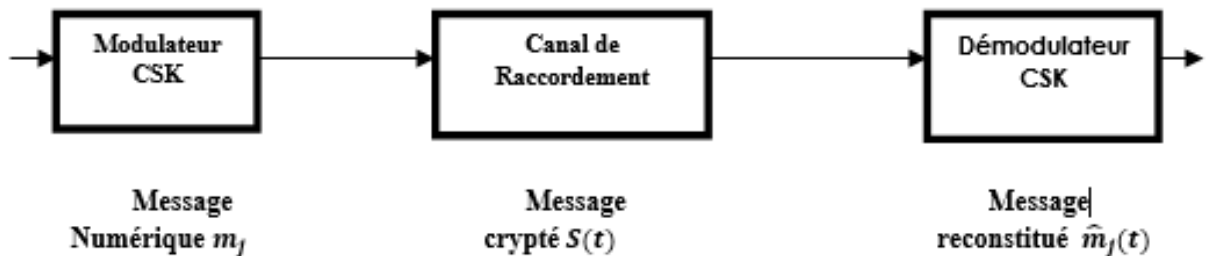 Modulateur
CSK
Canal de
Raccordement
Démodulateur
CSK
Message
Numérique m_j
Message
crypté S(t)
Message
reconstitué m̂_j(t)